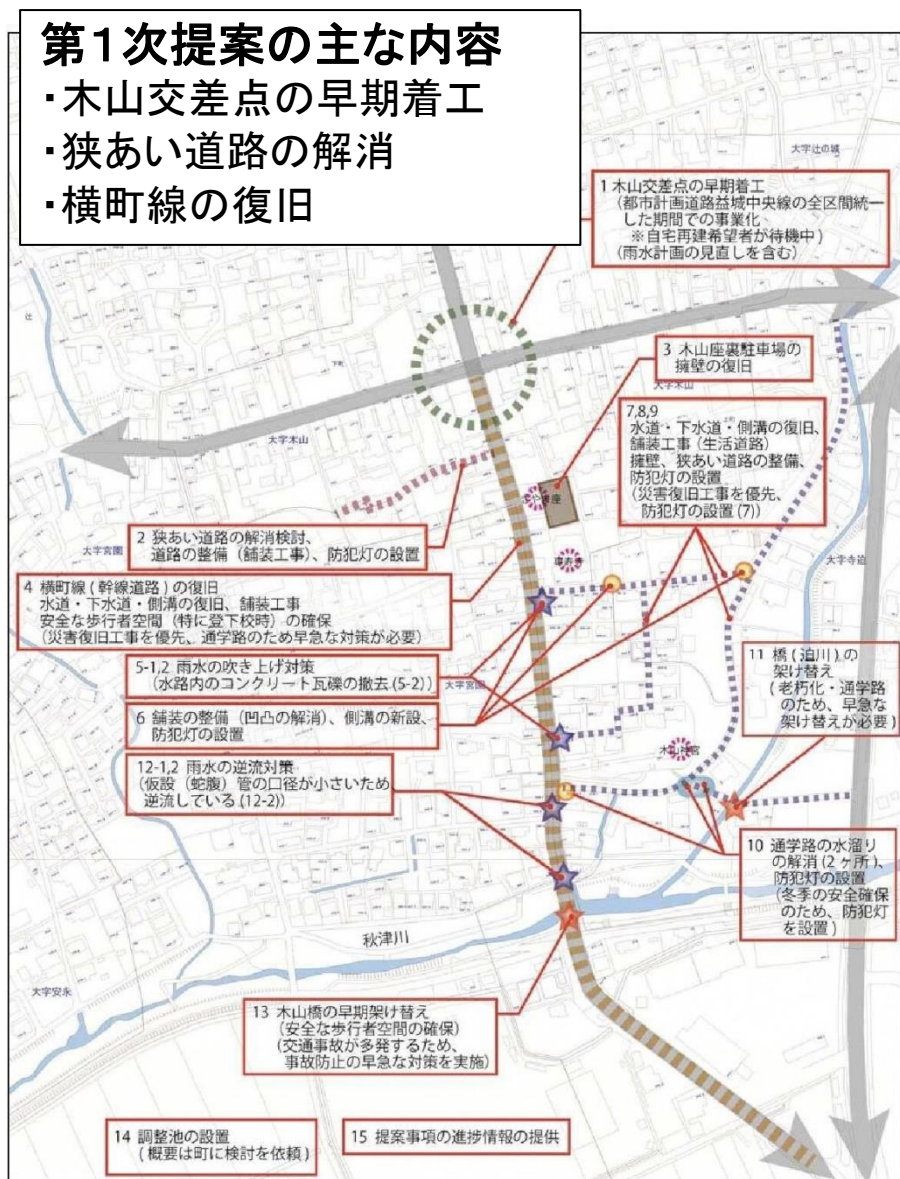 第1次提案の主な内容
・木山交差点の早期着工
・狭あい道路の解消
・横町線の復旧
大字辻の城
1 木山交差点の早期着工
(都市計画道路益城中央線の全区間統一
した期間での事業化
※自宅再建希望者が待機中)
(雨水計画の見直しを含む)
3 木山座裏駐車場の
擁壁の復旧
大字木山
7,8,9
水道・下水道・側溝の復旧、
舗装工事(生活道路)
擁壁、狭あい道路の整備、
防犯灯の設置
(災害復旧工事を優先、
防犯灯の設置(7))
大字木山
2 狭あい道路の解消検討、
道路の整備(舗装工事)、防犯灯の設置
大字宮園
大字寺迫
4 横町線(幹線道路)の復旧
水道・下水道・側溝の復旧、舗装工事
安全な歩行者空間(特に登下校時)の確保
(災害復旧工事を優先、通学路のため早急な対策が必要)
5-1,2 雨水の吹き上げ対策
(水路内のコンクリート瓦礫の撤去(5-2))
大字宮園
11 橋(迫川)の
架け替え
(老朽化・通学路
のため、早急な
架け替えが必要)
6 舗装の整備(凹凸の解消)、側溝の新設、
防犯灯の設置
木山神宮
12-1,2 雨水の逆流対策
(仮設(蛇腹)管の口径が小さいため
逆流している(12-2))
10 通学路の水溜り
の解消(2ヶ所)、
防犯灯の設置
(冬季の安全確保
のため、防犯灯
を設置)
秋津川
大字安永
13 木山橋の早期架け替え
(安全な歩行者空間の確保)
(交通事故が多発するため、
事故防止の早急な対策を実施)
14 調整池の設置
(概要は町に検討を依頼)
15 提案事項の進捗情報の提供